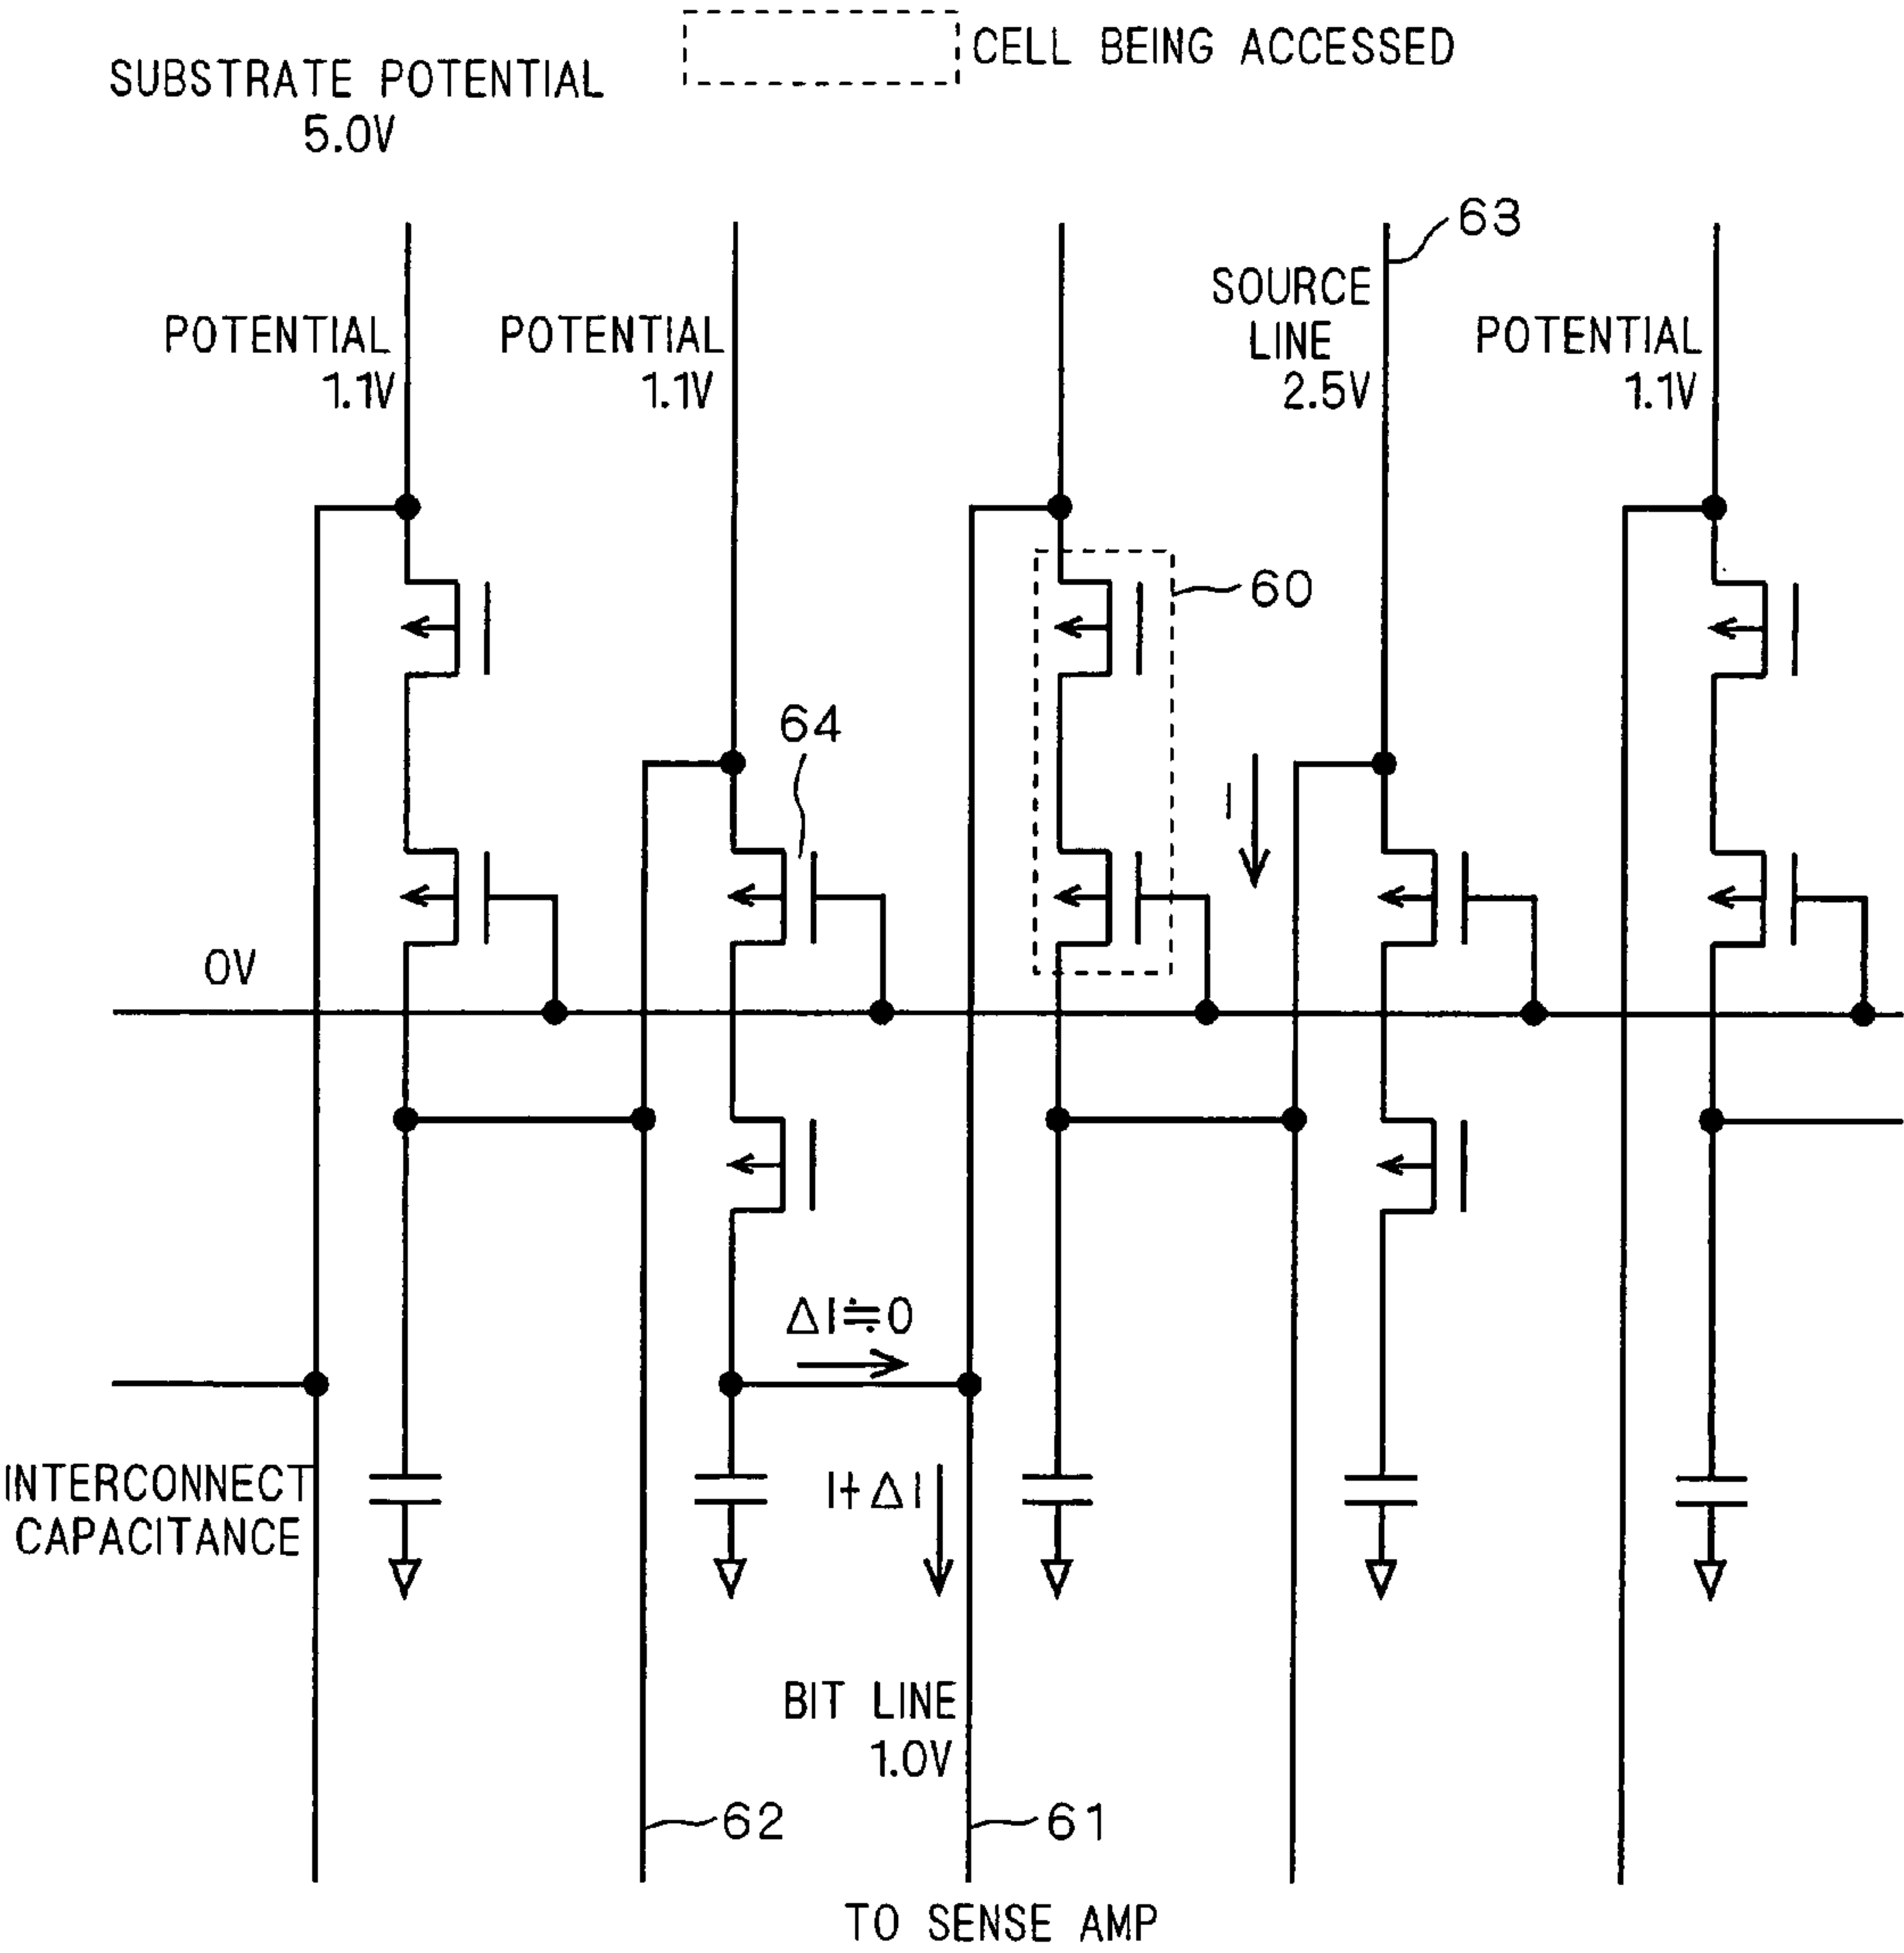 CELL BEING ACCESSED
SUBSTRATE POTENTIAL
5.0V
63
SOURCE
LINE
2.5V
POTENTIAL
1.1V
POTENTIAL
1.1V
POTENTIAL
1.1V
60
64
I
0V
ΔI≒0
INTERCONNECT
CAPACITANCE
I+ΔI
BIT LINE
1.0V
62
61
TO SENSE AMP